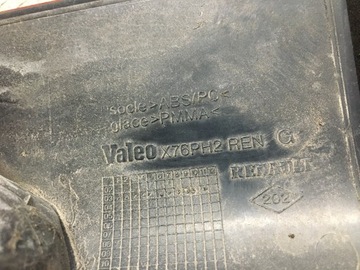 socle>ABS/PC<
glace>PMMA<
Valeo X76PH2 REN G
RENAULT
202